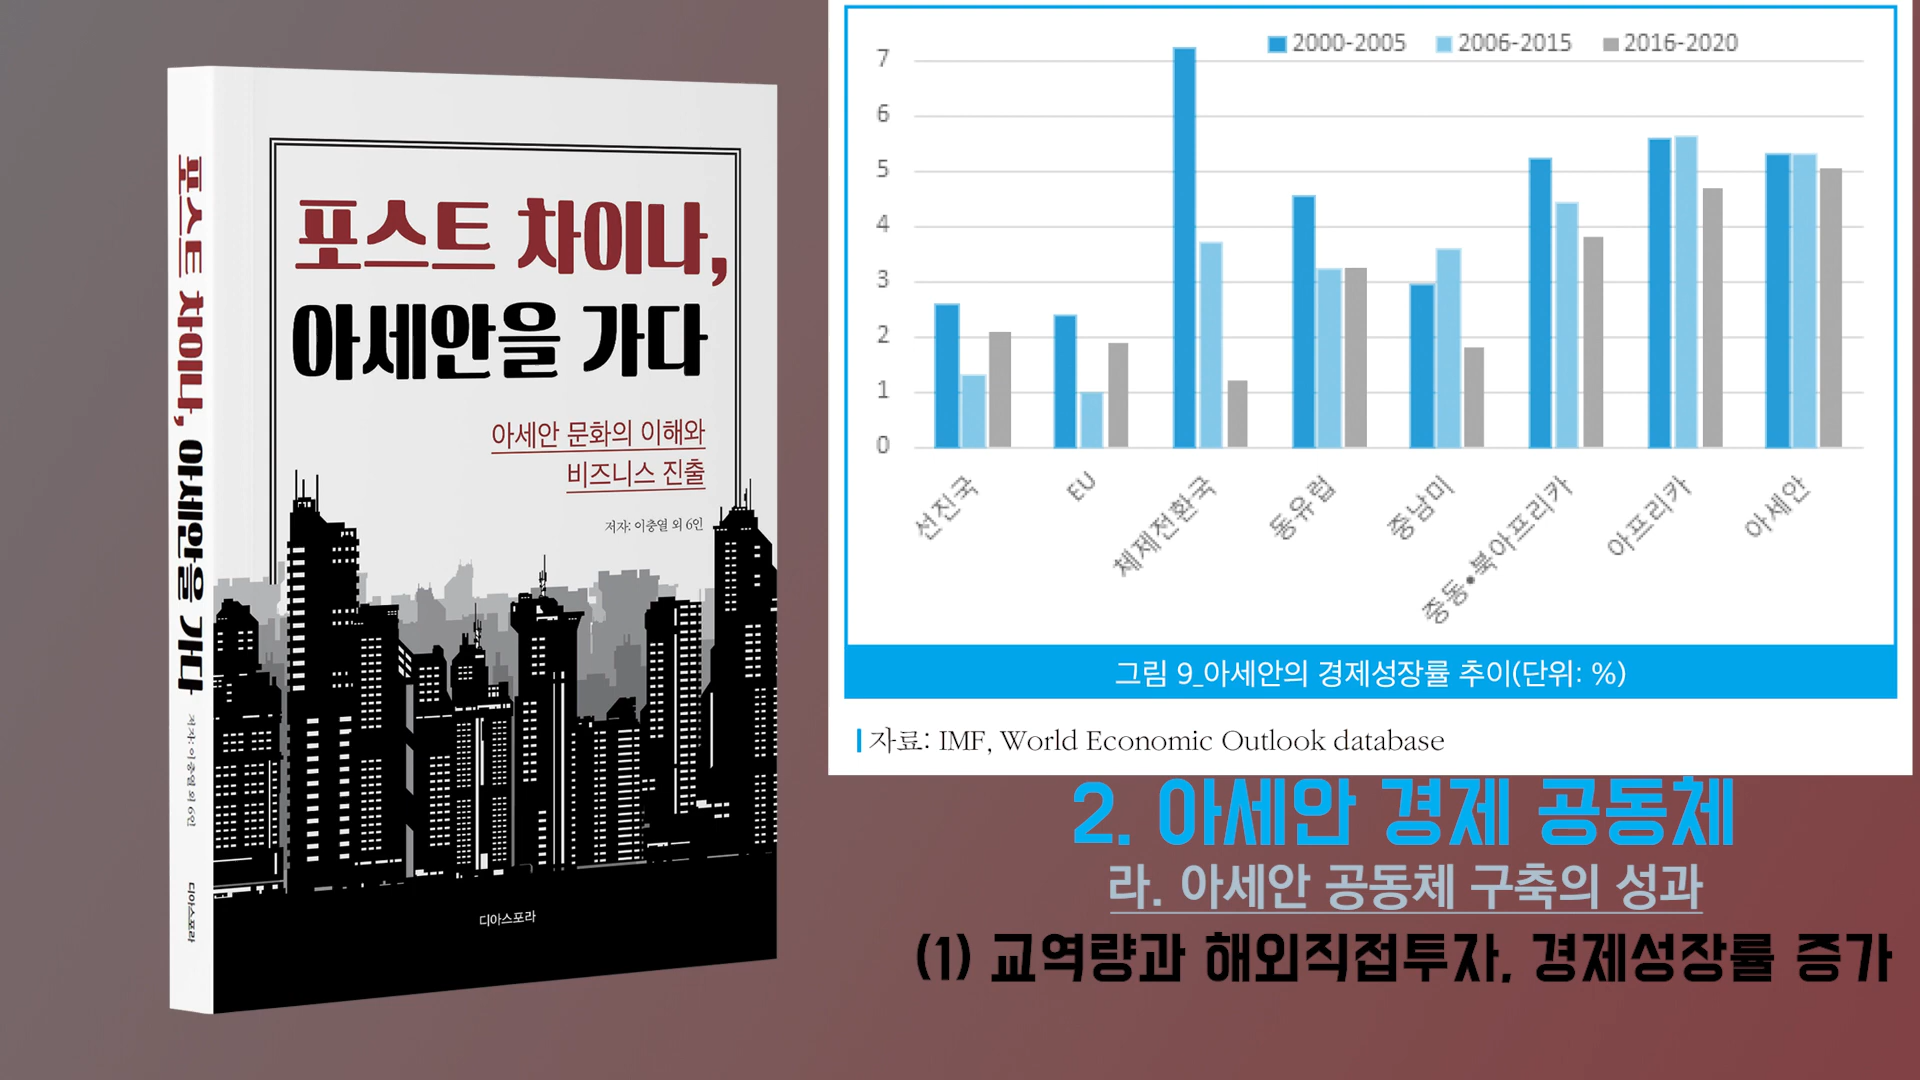 포스트 차이나, 아세안을 가다
저자: 이충열 외 6인
디아스포라
포스트 차이나,
아세안을 가다
아세안 문화의 이해와
비즈니스 진출
저자: 이충열 외 6인
디아스포라
2000-2005 2006-2015 2016-2020
7
6
5
4
3
2
1
0
선진국 EU 체제전환국 동유럽 중남미 중동•북아프리카 아프리카 아세안
그림 9_아세안의 경제성장률 추이(단위: %)
자료: IMF, World Economic Outlook database
2. 아세안 경제 공동체
라. 아세안 공동체 구축의 성과
(1) 교역량과 해외직접투자, 경제성장률 증가